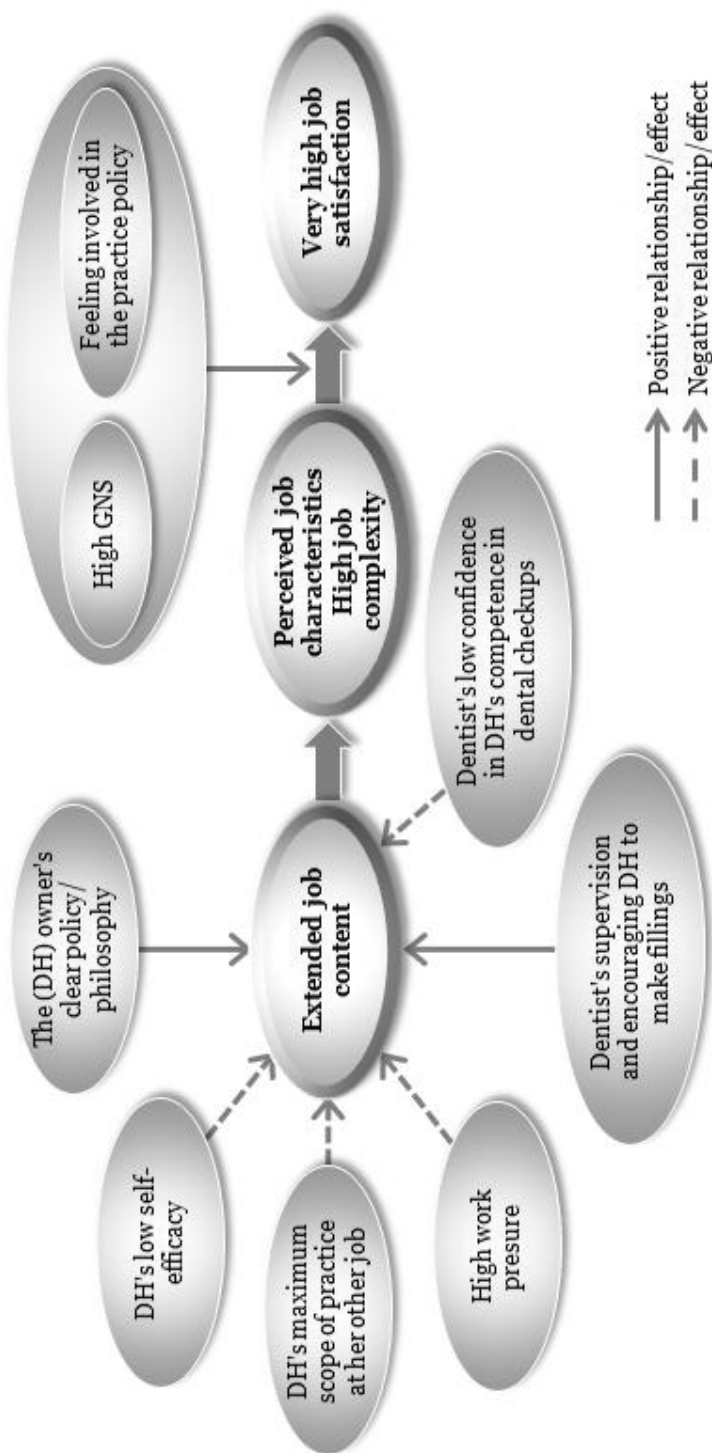 DH's low self-
efficacy
The (DH) owner's
clear policy/
philosophy
High GNS
Feeling involved in
the practice policy
DH's maximum
scope of practice
at her other job
Extended job
content
Perceived job
characteristics
High job
complexity
Very high job
satisfaction
High work
presure
Dentist's supervision
and encouraging DH to
make fillings
Dentist's low confidence
in DH's competence in
dental checkups
Positive relationship/effect
Negative relationship/effect